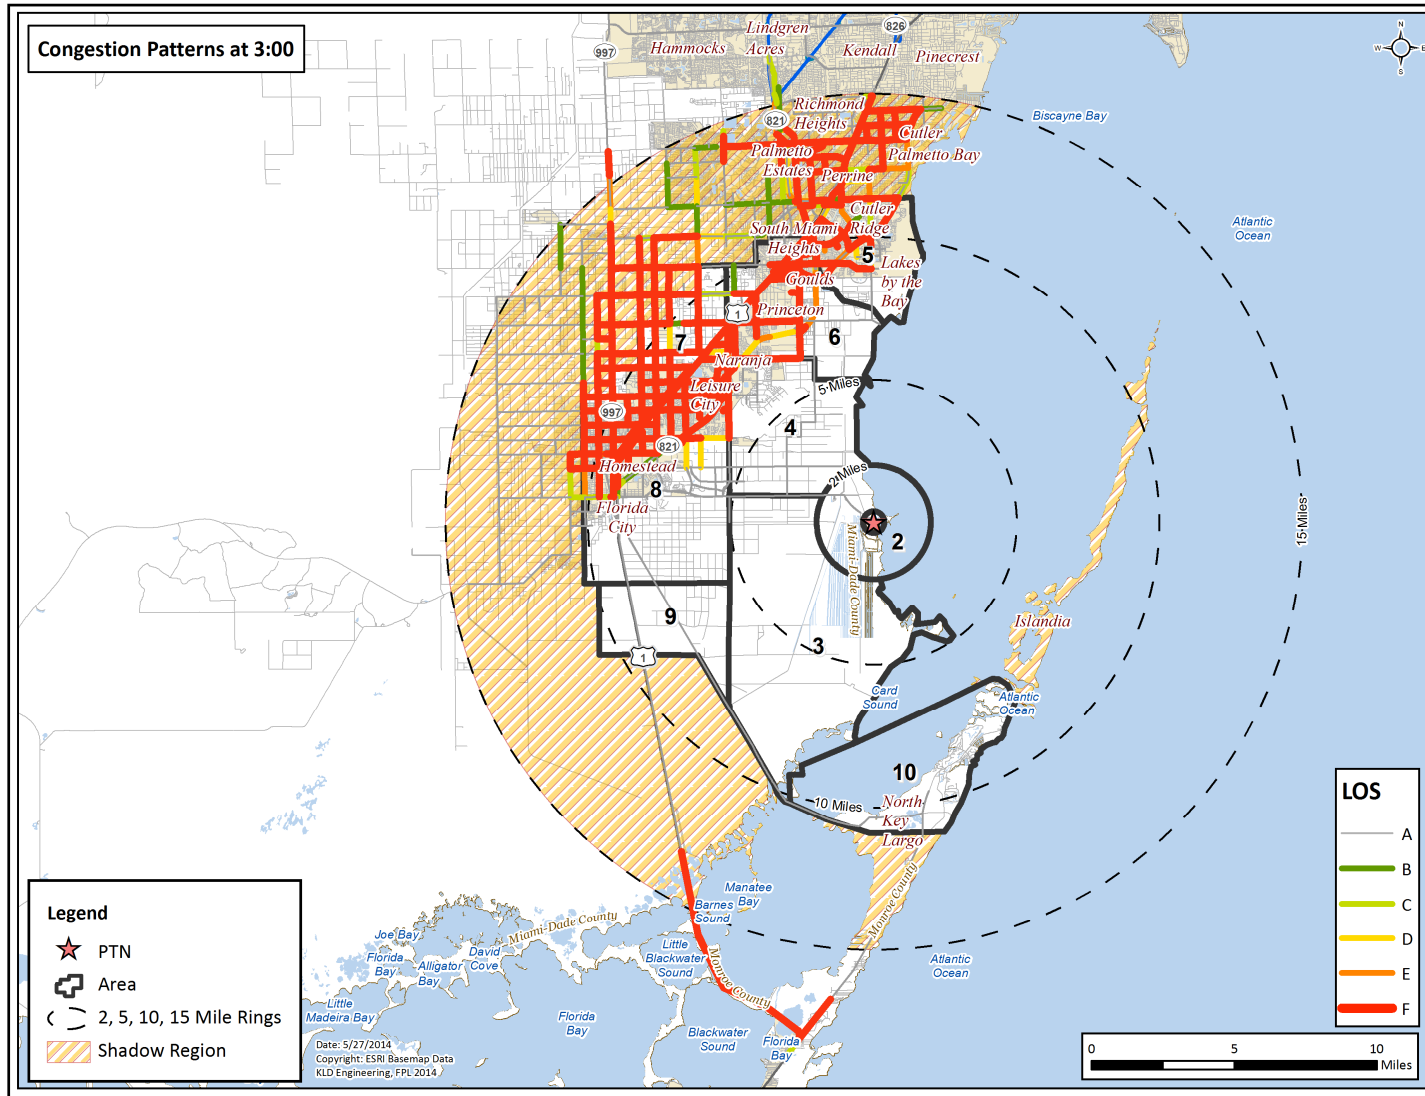 Congestion Patterns at 3:00
Lindgren
Acres
826
N
W
E
S
997
Hammocks
Kendall
Pinecrest
Richmond
Heights
821
Biscayne Bay
Cutler
Palmetto
Estates
Palmetto Bay
Perrine
Cutler
Ridge
Atlantic
Ocean
South Miami
Heights
5
Lakes
by the
Bay
Goulds
1
Princeton
6
7
Naranja
Leisure
City
5 Miles
997
4
821
Homestead
2 Miles
8
Florida
City
15 Miles
2
Miami-Dade County
9
Islandia
3
1
Card
Sound
Atlantic
Ocean
10
10 Miles
North
Key
Largo
Monroe County
Manatee
Bay
Barnes
Sound
Miami-Dade County
Joe Bay
Florida
Bay
Alligator
Bay
David
Cove
Little
Blackwater
Sound
Monroe County
Atlantic
Ocean
Little
Madeira Bay
Florida
Bay
Blackwater
Sound
Florida
Bay
Legend
PTN
Area
2, 5, 10, 15 Mile Rings
Shadow Region
Date: 5/27/2014
Copyright: ESRI Basemap Data
KLD Engineering, FPL 2014
LOS
A
B
C
D
E
F
0 5 10
Miles